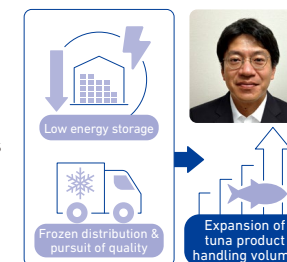 Low energy storage
Frozen distribution &
pursuit of quality
Expansion of
tuna product
handling volum